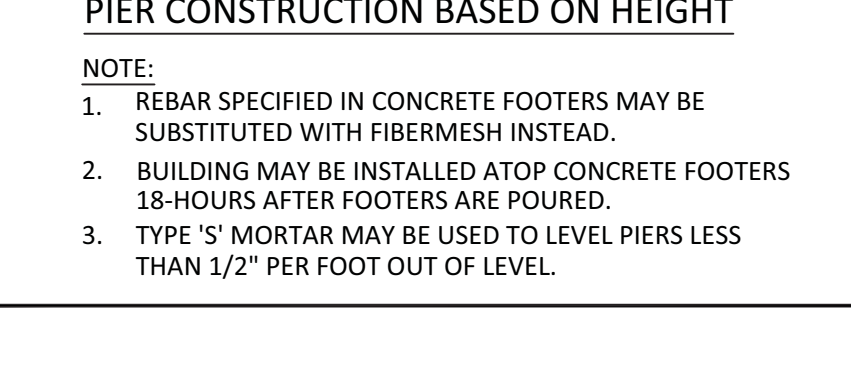 PIER CONSTRUCTION BASED ON HEIGHT
NOTE:
1. REBAR SPECIFIED IN CONCRETE FOOTERS MAY BE
SUBSTITUTED WITH FIBERMESH INSTEAD.
2. BUILDING MAY BE INSTALLED ATOP CONCRETE FOOTERS
18-HOURS AFTER FOOTERS ARE POURED.
3. TYPE 'S' MORTAR MAY BE USED TO LEVEL PIERS LESS
THAN 1/2" PER FOOT OUT OF LEVEL.